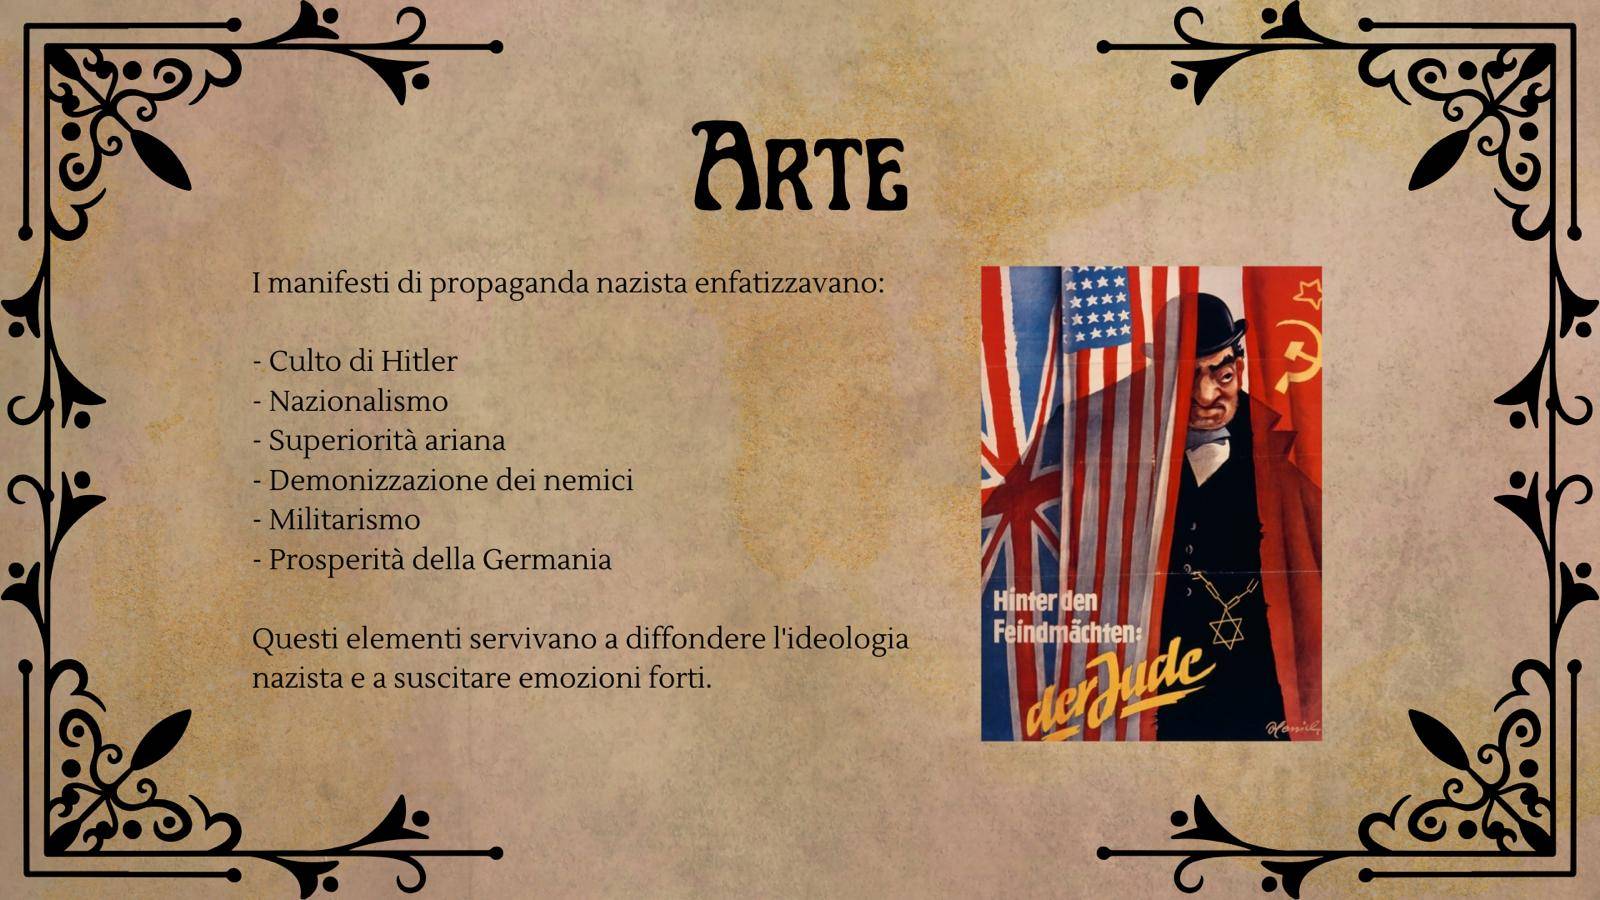 ARTE
I manifesti di propaganda nazista enfatizzavano:
- Culto di Hitler
- Nazionalismo
- Superiorità ariana
- Demonizzazione dei nemici
- Militarismo
- Prosperità della Germania
Questi elementi servivano a diffondere l'ideologia
nazista e a suscitare emozioni forti.
Hinter den
Feindmächten:
der Jude